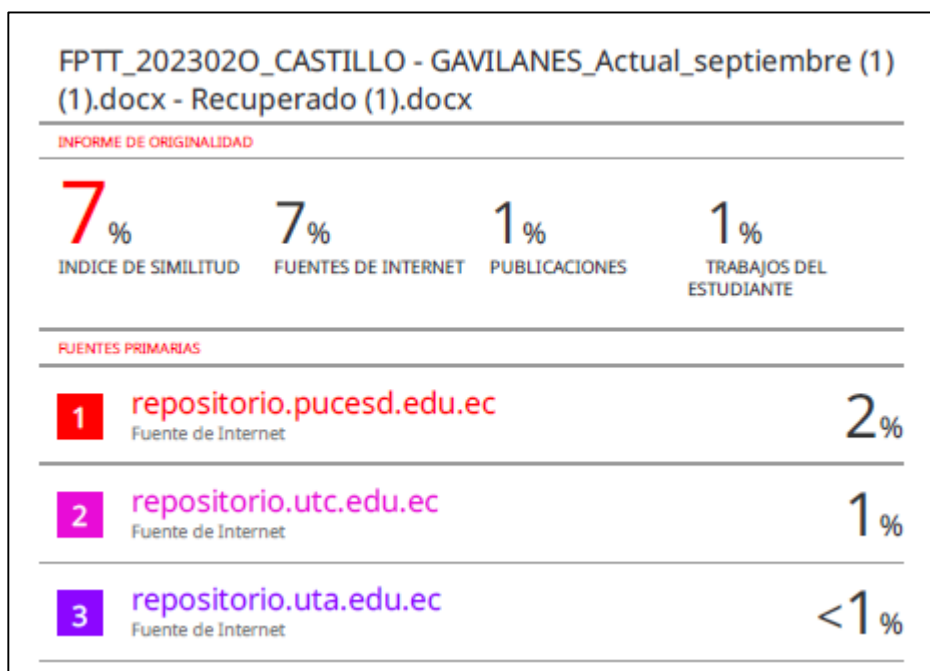 FPTT_202302O_CASTILLO - GAVILANES_Actual_septiembre (1)
(1).docx - Recuperado (1).docx
INFORME DE ORIGINALIDAD
7%
INDICE DE SIMILITUD
7%
FUENTES DE INTERNET
1%
PUBLICACIONES
1%
TRABAJOS DEL
ESTUDIANTE
FUENTES PRIMARIAS
1
repositorio.pucesd.edu.ec
Fuente de Internet
2%
2
repositorio.utc.edu.ec
Fuente de Internet
1%
3
repositorio.uta.edu.ec
Fuente de Internet
<1%